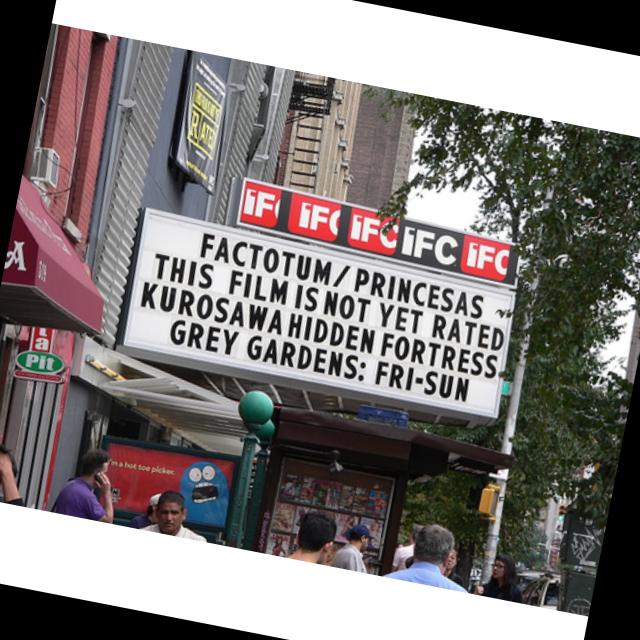 RATED
iFC iFC iFC iFC iFC
FACTOTUM/PRINCESAS
THIS FILM IS NOT YET RATED
KUROSAWA HIDDEN FORTRESS
GREY GARDENS: FRI-SUN
A
Pit
I'm a hot toe picker.